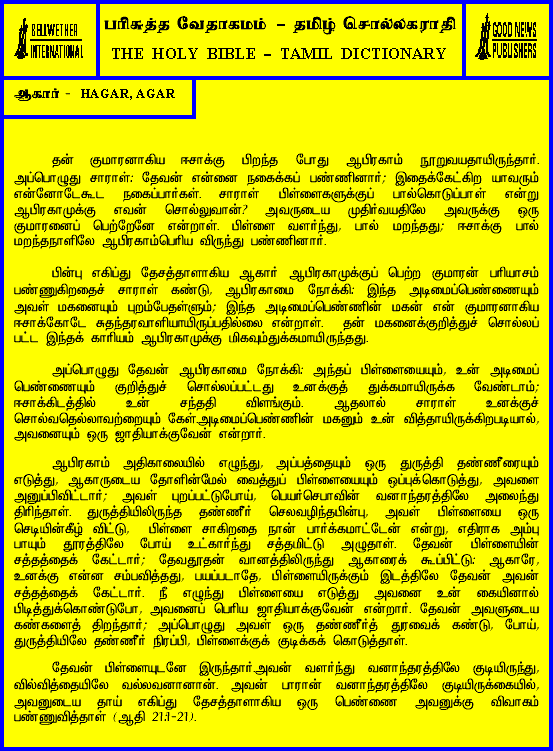 BELLWETHER
INTERNATIONAL
பரிசுத்த வேதாகமம் – தமிழ் சொல்லகராதி
THE HOLY BIBLE – TAMIL DICTIONARY
GOOD NEWS
PUBLISHERS
ஆகார் - HAGAR, AGAR
தன் குமாரனாகிய ஈசாக்கு பிறந்த போது ஆபிரகாம் நூறுவயதாயிருந்தார்.
அப்பொழுது சாராள்: தேவன் என்னை நகைக்கப் பண்ணினார்; இதைக்கேட்கிற யாவரும்
என்னோடேகூட நகைப்பார்கள். சாராள் பிள்ளைகளுக்குப் பால்கொடுப்பாள் என்று
ஆபிரகாமுக்கு எவன் சொல்லுவான்? அவருடைய முதிர்வயதிலே அவருக்கு ஒரு
குமாரனைப் பெற்றேனே என்றாள். பிள்ளை வளர்ந்து, பால் மறந்தது; ஈசாக்கு பால்
மறந்தநாளிலே ஆபிரகாம்பெரிய விருந்து பண்ணினார்.
பின்பு எகிப்து தேசத்தாளாகிய ஆகார் ஆபிரகாமுக்குப் பெற்ற குமாரன் பரியாசம்
பண்ணுகிறதைச் சாராள் கண்டு, ஆபிரகாமை நோக்கி: இந்த அடிமைப்பெண்ணையும்
அவள் மகனையும் புறம்பேதள்ளும்; இந்த அடிமைப்பெண்ணின் மகன் என் குமாரனாகிய
ஈசாக்கோடே சுதந்தரவாளியாயிருப்பதில்லை என்றாள். தன் மகனைக்குறித்துச் சொல்லப்
பட்ட இந்தக் காரியம் ஆபிரகாமுக்கு மிகவும்துக்கமாயிருந்தது.
அப்பொழுது தேவன் ஆபிரகாமை நோக்கி: அந்தப் பிள்ளையையும், உன் அடிமைப்
பெண்ணையும் குறித்துச் சொல்லப்பட்டது உனக்குத் துக்கமாயிருக்க வேண்டாம்;
ஈசாக்கிடத்தில் உன் சந்ததி விளங்கும். ஆதலால் சாராள் உனக்குச்
சொல்வதெல்லாவற்றையும் கேள்.அடிமைப்பெண்ணின் மகனும் உன் வித்தாயிருக்கிறபடியால்,
அவனையும் ஒரு ஜாதியாக்குவேன் என்றார்.
ஆபிரகாம் அதிகாலையில் எழுந்து, அப்பத்தையும் ஒரு துருத்தி தண்ணீரையும்
எடுத்து, ஆகாருடைய தோளின்மேல் வைத்துப் பிள்ளையையும் ஒப்புக்கொடுத்து, அவளை
அனுப்பிவிட்டார்; அவள் புறப்பட்டுபோய், பெயர்செபாவின் வனாந்தரத்திலே அலைந்து
திரிந்தாள். துருத்தியிலிருந்த தண்ணீர் செலவழிந்தபின்பு, அவள் பிள்ளையை ஒரு
செடியின்கீழ் விட்டு, பிள்ளை சாகிறதை நான் பார்க்கமாட்டேன் என்று, எதிராக அம்பு
பாயும் தூரத்திலே போய் உட்கார்ந்து சத்தமிட்டு அழுதாள். தேவன் பிள்ளையின்
சத்தத்தைக் கேட்டார்; தேவதூதன் வானத்திலிருந்து ஆகாரைக் கூப்பிட்டு: ஆகாரே,
உனக்கு என்ன சம்பவித்தது, பயப்படாதே, பிள்ளையிருக்கும் இடத்திலே தேவன் அவன்
சத்தத்தைக் கேட்டார். நீ எழுந்து பிள்ளையை எடுத்து அவனை உன் கையினால்
பிடித்துக்கொண்டுபோ, அவனைப் பெரிய ஜாதியாக்குவேன் என்றார். தேவன் அவளுடைய
கண்களைத் திறந்தார்; அப்பொழுது அவள் ஒரு தண்ணீர்த் துரவைக் கண்டு, போய்,
துருத்தியிலே தண்ணீர் நிரப்பி, பிள்ளைக்குக் குடிக்கக் கொடுத்தாள்.
தேவன் பிள்ளையுடனே இருந்தார்.அவன் வளர்ந்து வனாந்தரத்திலே குடியிருந்து,
வில்வித்தையிலே வல்லவனானான். அவன் பாரான் வனாந்தரத்திலே குடியிருக்கையில்,
அவனுடைய தாய் எகிப்து தேசத்தாளாகிய ஒரு பெண்ணை அவனுக்கு விவாகம்
பண்ணுவித்தாள் (ஆதி 21:1-21).